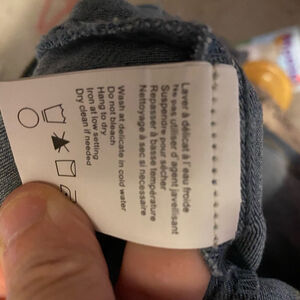 Laver à délicat à l'eau froide
Ne pas utiliser d'agent javellisant
Suspendre pour sécher
Repasser à basse température
Nettoyage à sec si nécessaire
Wash at delicate in cold water
Do not bleach
Hang to dry
Iron at low setting
Dry clean if needed